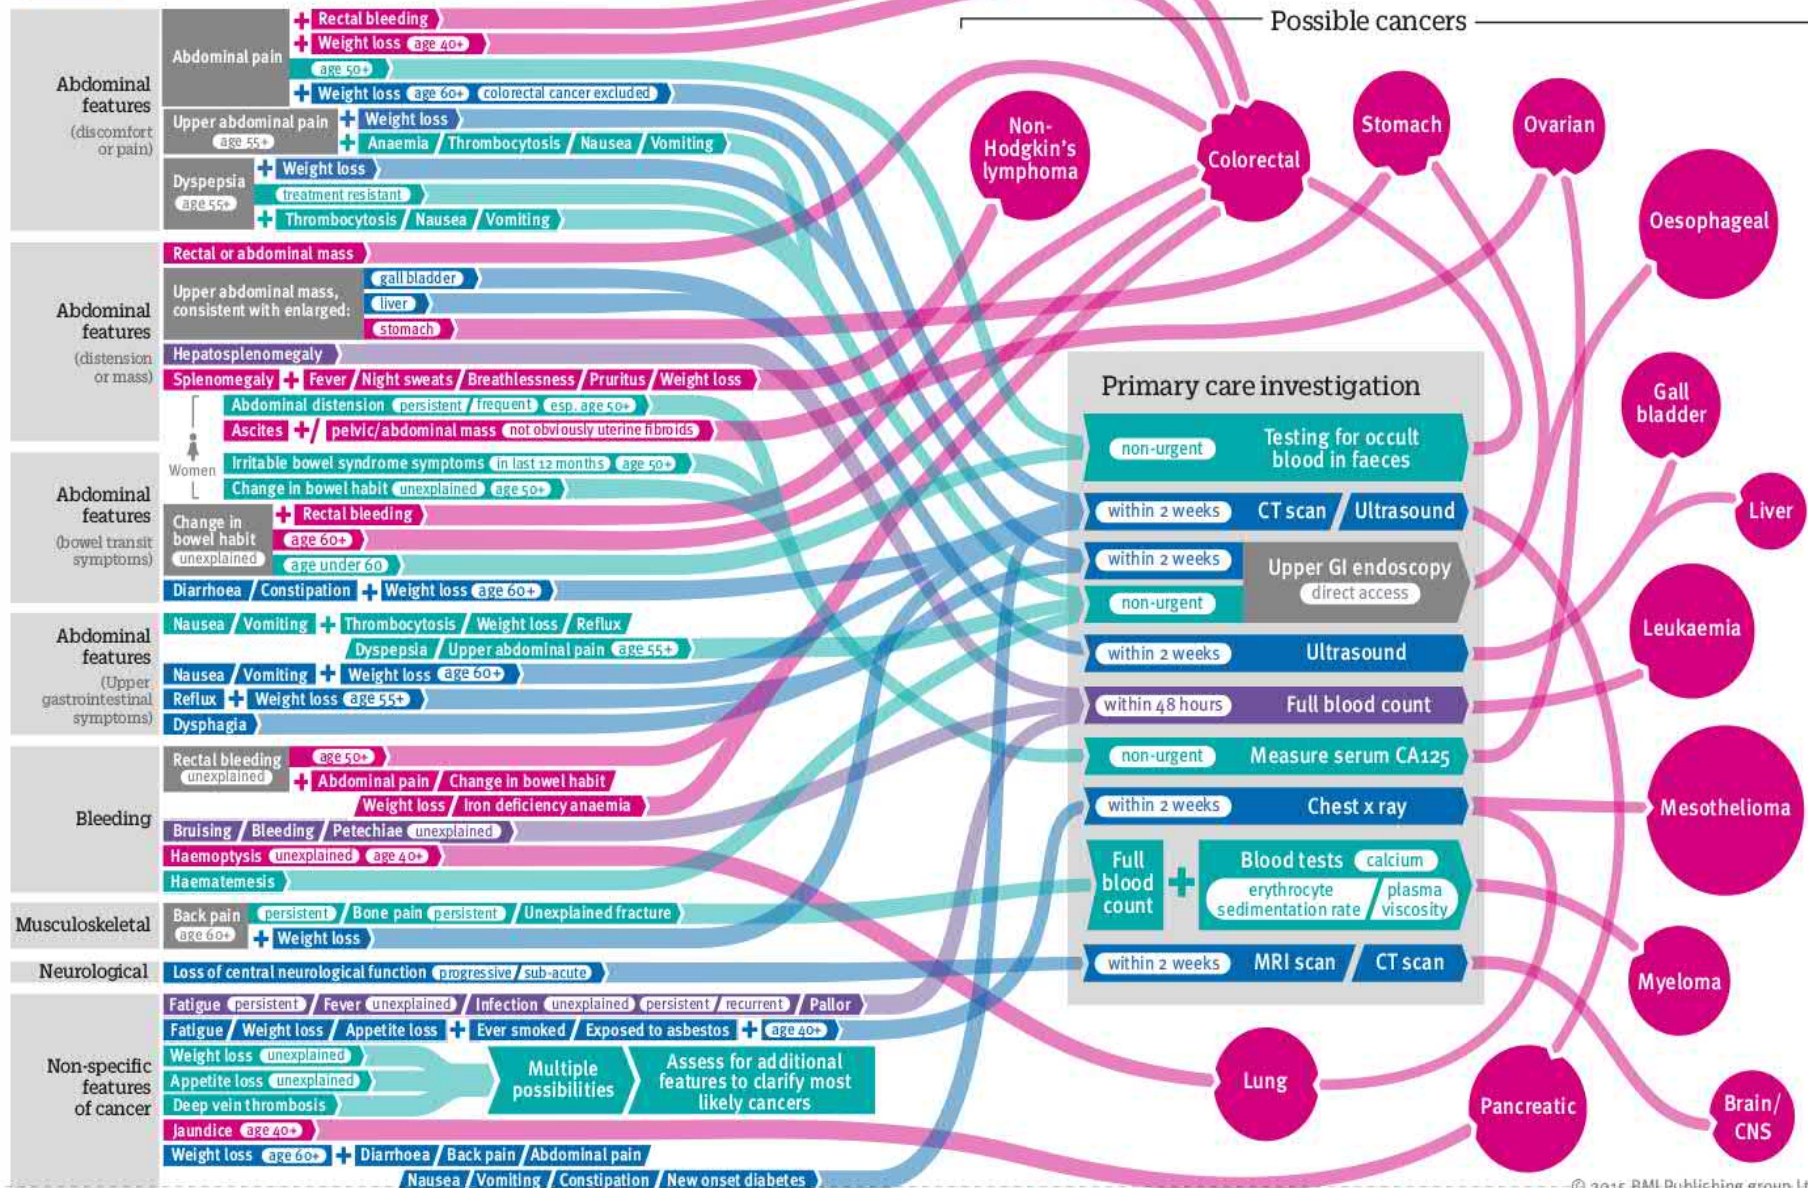 Possible cancers
Abdominal
features
(discomfort
or pain)
Abdominal pain
+ Rectal bleeding
+ Weight loss age 40+
age 50+
+ Weight loss age 60+ colorectal cancer excluded
Upper abdominal pain
age 55+
+ Weight loss
+ Anaemia / Thrombocytosis / Nausea / Vomiting
Dyspepsia
age 55+
+ Weight loss
treatment resistant
+ Thrombocytosis / Nausea / Vomiting
Abdominal
features
(distension
or mass)
Rectal or abdominal mass
Upper abdominal mass,
consistent with enlarged:
gall bladder
liver
stomach
Hepatosplenomegaly
Splenomegaly + Fever / Night sweats / Breathlessness / Pruritus / Weight loss
Women
Abdominal distension persistent / frequent esp. age 50+
Ascites +/ pelvic/abdominal mass not obviously uterine fibroids
Irritable bowel syndrome symptoms in last 12 months age 50+
Change in bowel habit unexplained age 50+
Abdominal
features
(bowel transit
symptoms)
Change in
bowel habit
unexplained
+ Rectal bleeding
age 60+
age under 60
Diarrhoea / Constipation + Weight loss age 60+
Abdominal
features
(Upper
gastrointestinal
symptoms)
Nausea / Vomiting + Thrombocytosis / Weight loss / Reflux
Dyspepsia / Upper abdominal pain age 55+
Nausea / Vomiting + Weight loss age 60+
Reflux + Weight loss age 55+
Dysphagia
Bleeding
Rectal bleeding
unexplained
age 50+
+ Abdominal pain / Change in bowel habit
Weight loss / Iron deficiency anaemia
Bruising / Bleeding / Petechiae unexplained
Haemoptysis unexplained age 40+
Haematemesis
Musculoskeletal
Back pain
age 60+
persistent / Bone pain persistent / Unexplained fracture
+ Weight loss
Neurological
Loss of central neurological function progressive / sub-acute
Non-specific
features
of cancer
Fatigue persistent / Fever unexplained / Infection unexplained persistent / recurrent / Pallor
Fatigue / Weight loss / Appetite loss + Ever smoked / Exposed to asbestos + age 40+
Weight loss unexplained
Appetite loss unexplained
Deep vein thrombosis
Multiple
possibilities
Assess for additional
features to clarify most
likely cancers
Jaundice age 40+
Weight loss age 60+ + Diarrhoea / Back pain / Abdominal pain
Nausea / Vomiting / Constipation / New onset diabetes
Primary care investigation
non-urgent Testing for occult
blood in faeces
within 2 weeks CT scan / Ultrasound
within 2 weeks
non-urgent
Upper GI endoscopy
direct access
within 2 weeks Ultrasound
within 48 hours Full blood count
non-urgent Measure serum CA125
within 2 weeks Chest x ray
Full
blood
count
+
Blood tests calcium
erythrocyte
sedimentation rate / plasma
viscosity
within 2 weeks MRI scan / CT scan
Non-
Hodgkin's
lymphoma
Colorectal
Stomach
Ovarian
Oesophageal
Gall
bladder
Liver
Leukaemia
Mesothelioma
Myeloma
Lung
Pancreatic
Brain/
CNS
© 2015 BMJ Publishing group